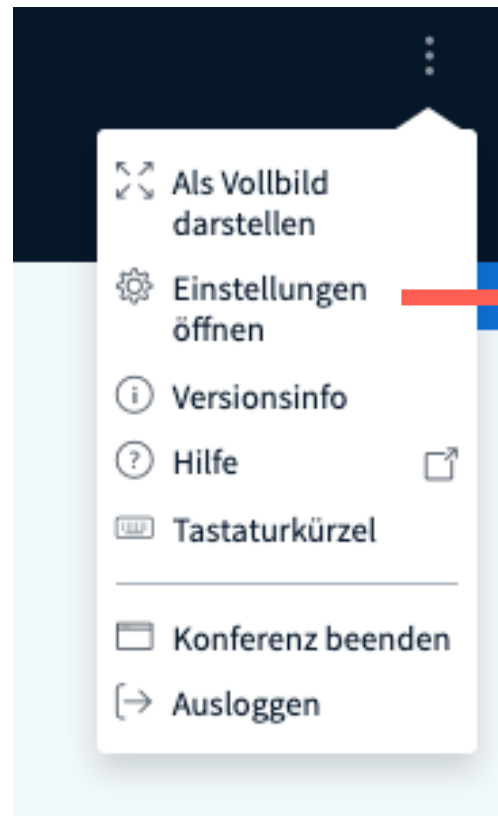 Als Vollbild
darstellen
Einstellungen
öffnen
Versionsinfo
Hilfe
Tastaturkürzel
Konferenz beenden
Ausloggen